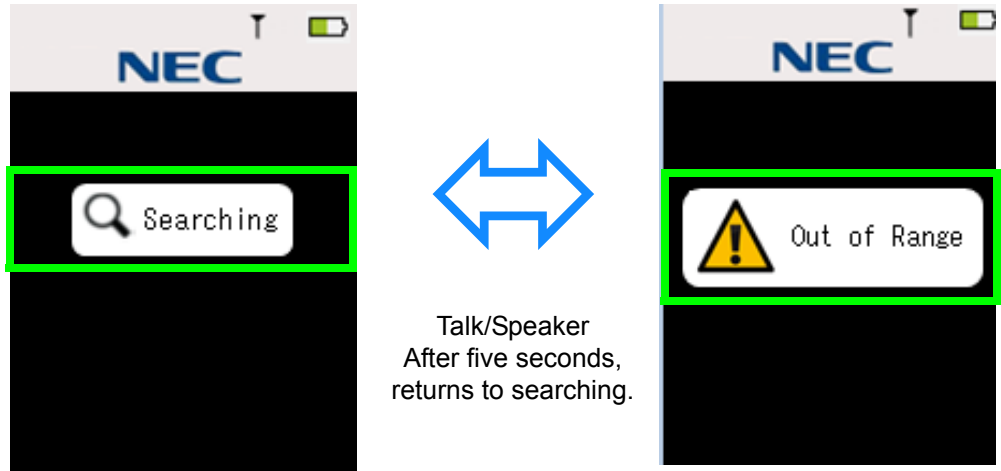 NEC
Searching
Talk/Speaker
After five seconds,
returns to searching.
NEC
Out of Range